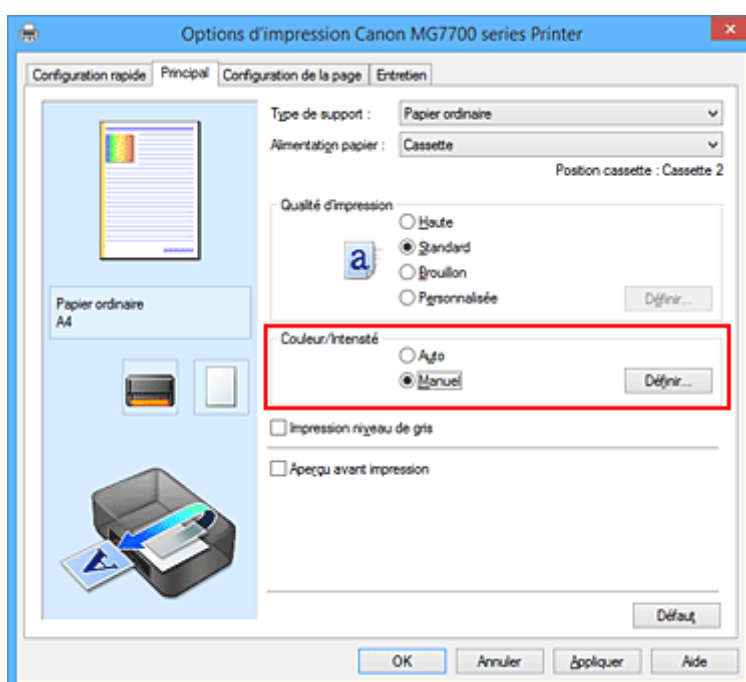 Options d'impression Canon MG7700 series Printer
Configuration rapide Principal Configuration de la page Entretien
Type de support : Papier ordinaire
Alimentation papier : Cassette
Postion cassette : Cassette 2
Qualité d'impression
Haute
a Standard
Brouillon
Personnalisée Définir...
Papier ordinaire
A4
Couleur/Intensité
Auto
Manuel Définir...
Impression niveau de gris
Aperçu avant impression
A
Défaut
OK Annuler Appliquer Aide